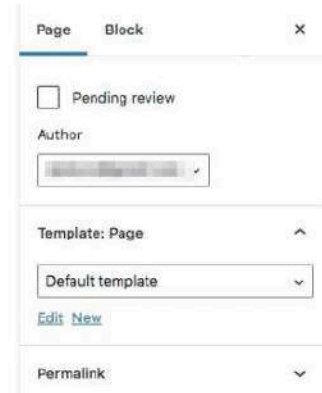 Page Block
Pending review
Author
Template: Page
Default template
Edit New
Permalink